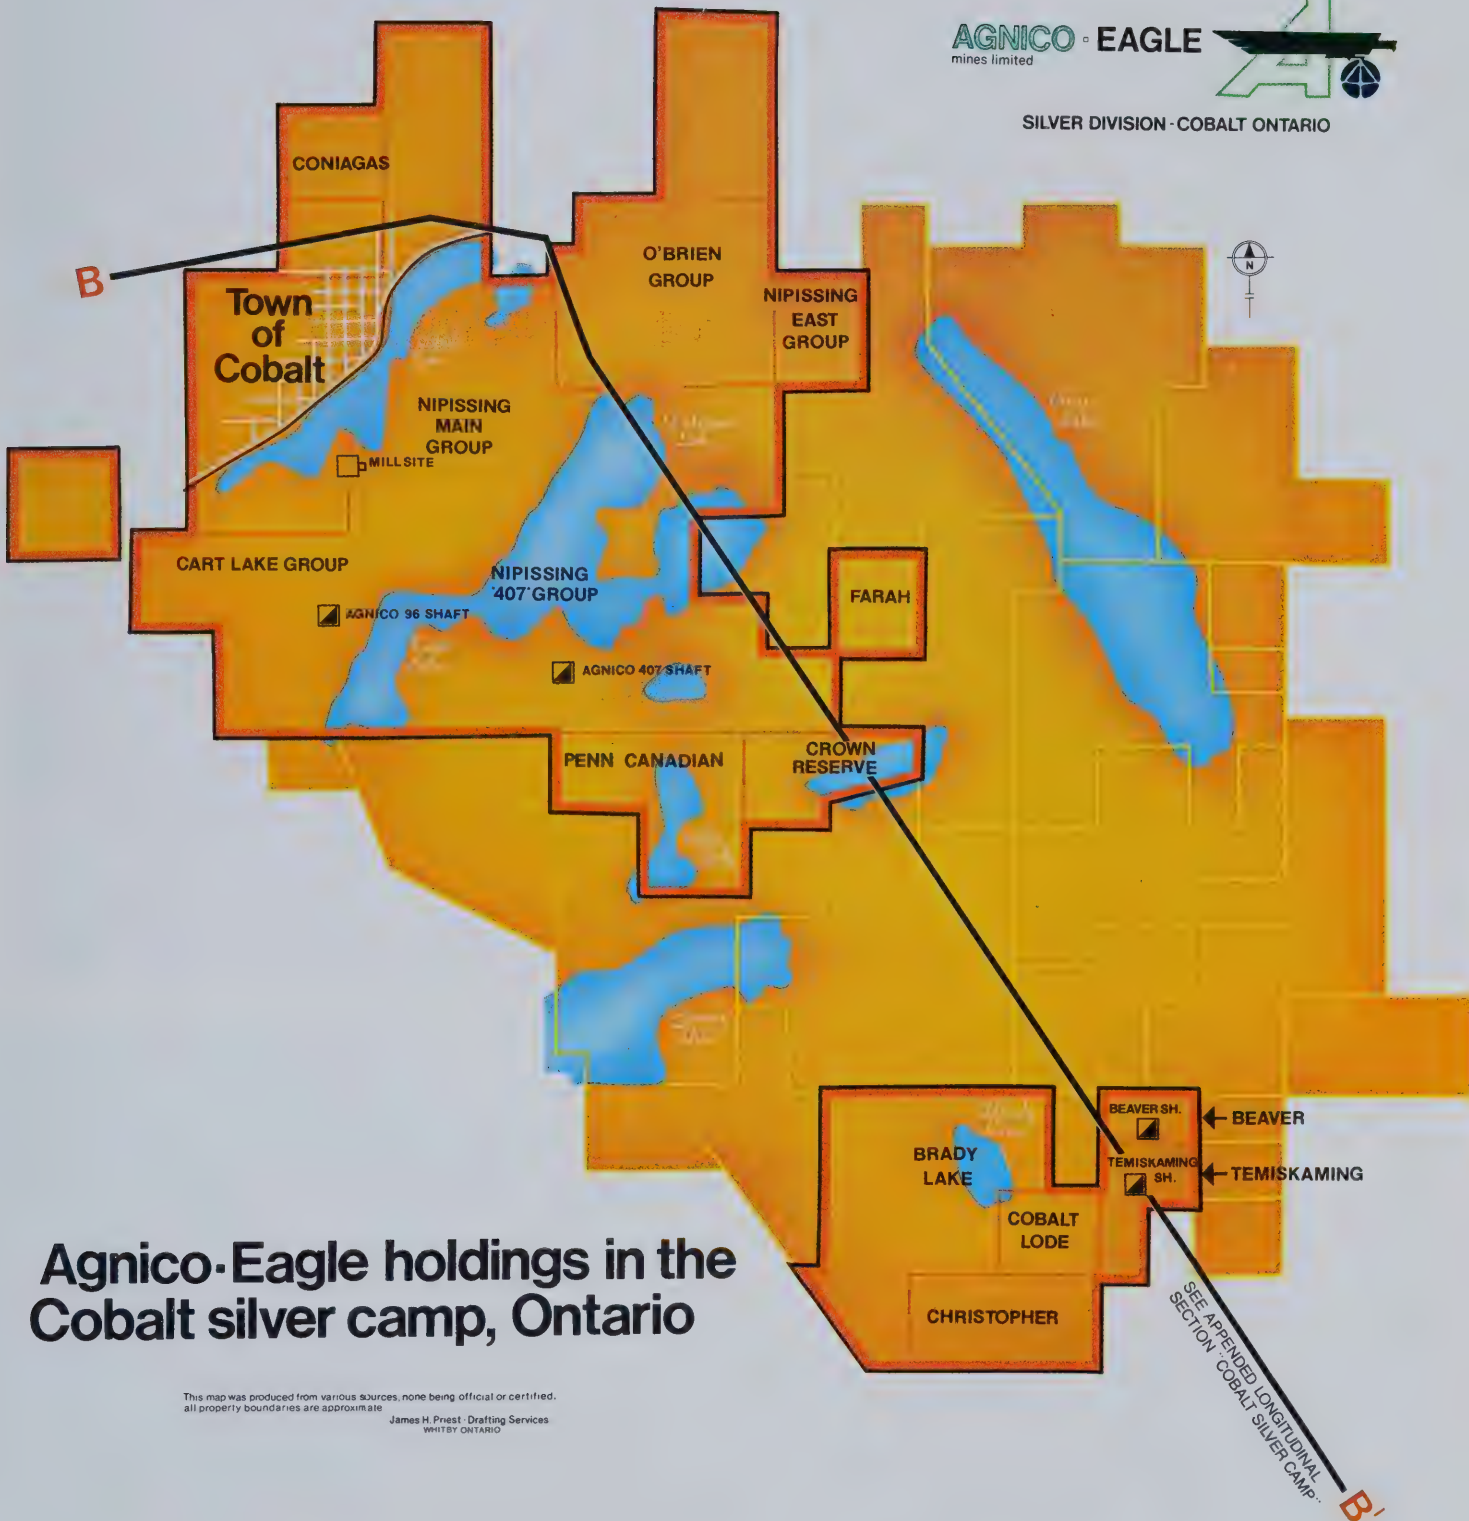 AGNICO - EAGLE
mines limited
SILVER DIVISION - COBALT ONTARIO
CONIAGAS
B
O'BRIEN
GROUP
N
Town
of
Cobalt
NIPISSING
EAST
GROUP
NIPISSING
MAIN
GROUP
MILLSITE
CART LAKE GROUP
NIPISSING
'407' GROUP
FARAH
AGNICO 96 SHAFT
AGNICO 407 SHAFT
PENN CANADIAN
CROWN
RESERVE
BEAVER SH.
BEAVER
BRADY
LAKE
TEMISKAMING
SH.
TEMISKAMING
COBALT
LODE
CHRISTOPHER
Agnico·Eagle holdings in the
Cobalt silver camp, Ontario
SEE APPENDED LONGITUDINAL
SECTION "COBALT SILVER CAMP"
This map was produced from various sources, none being official or certified.
all property boundaries are approximate
James H. Priest - Drafting Services
WHITBY ONTARIO
B'